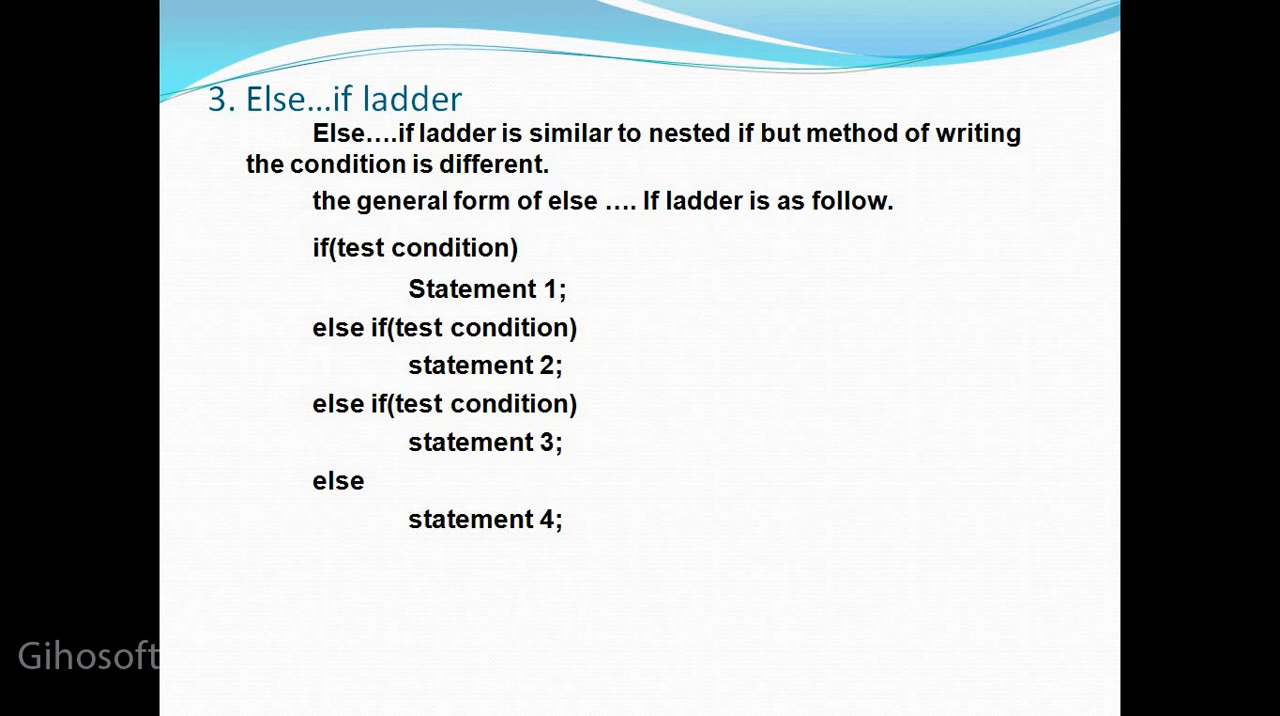 3. Else...if ladder
Else....if ladder is similar to nested if but method of writing
the condition is different.
the general form of else .... If ladder is as follow.
if(test condition)
Statement 1;
else if(test condition)
statement 2;
else if(test condition)
statement 3;
else
statement 4;
Gihosoft